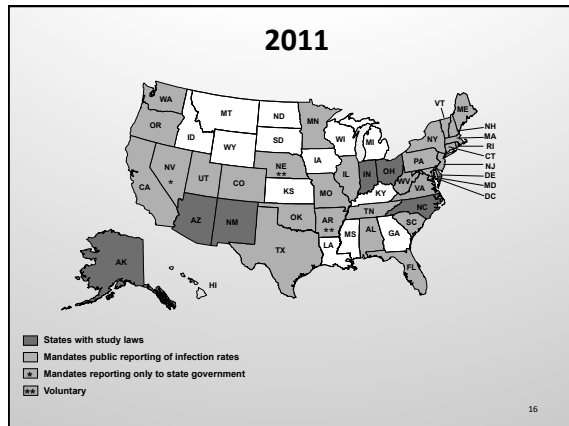 2011
WA
OR
CA
NV
*
ID
MT
WY
UT
AZ
CO
NM
ND
SD
NE
**
KS
OK
TX
MN
IA
MO
AR
**
LA
WI
IL
MI
IN
OH
KY
TN
MS
AL
GA
FL
SC
NC
VA
WV
PA
NY
VT
ME
NH
MA
RI
CT
NJ
DE
MD
DC
AK
HI
States with study laws
Mandates public reporting of infection rates
* Mandates reporting only to state government
** Voluntary
16